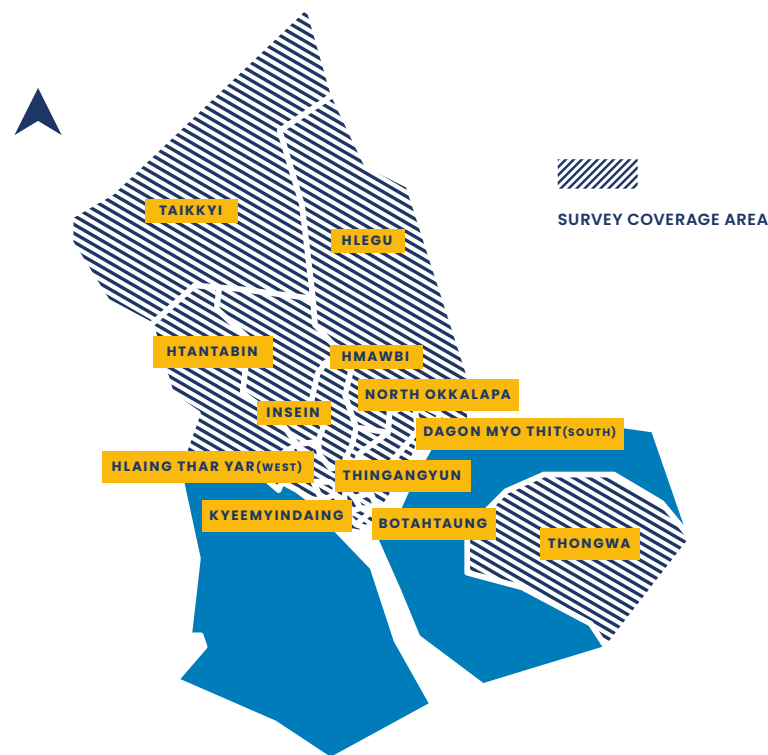 TAIKKYI
SURVEY COVERAGE AREA
HLEGU
HTANTABIN
HMAWBI
NORTH OKKALAPA
INSEIN
DAGON MYO THIT(SOUTH)
HLAING THAR YAR(WEST)
THINGANGYUN
KYEEMYINDAING
BOTAHTAUNG
THONGWA